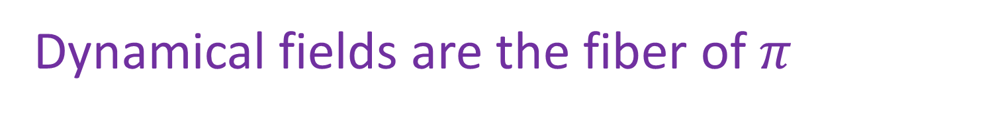 Dynamical fields are the fiber of 𝜋